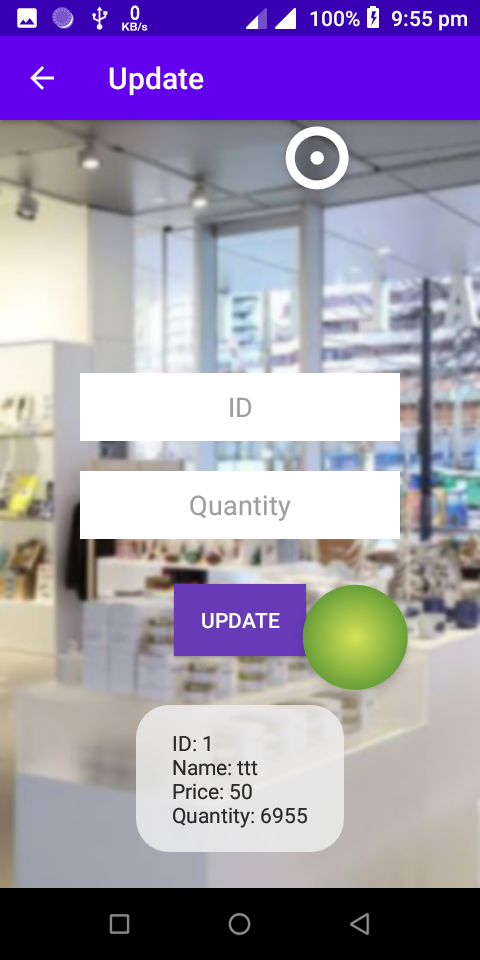 0
KB/s
100%
9:55 pm
Update
ID
Quantity
UPDATE
ID: 1
Name: ttt
Price: 50
Quantity: 6955